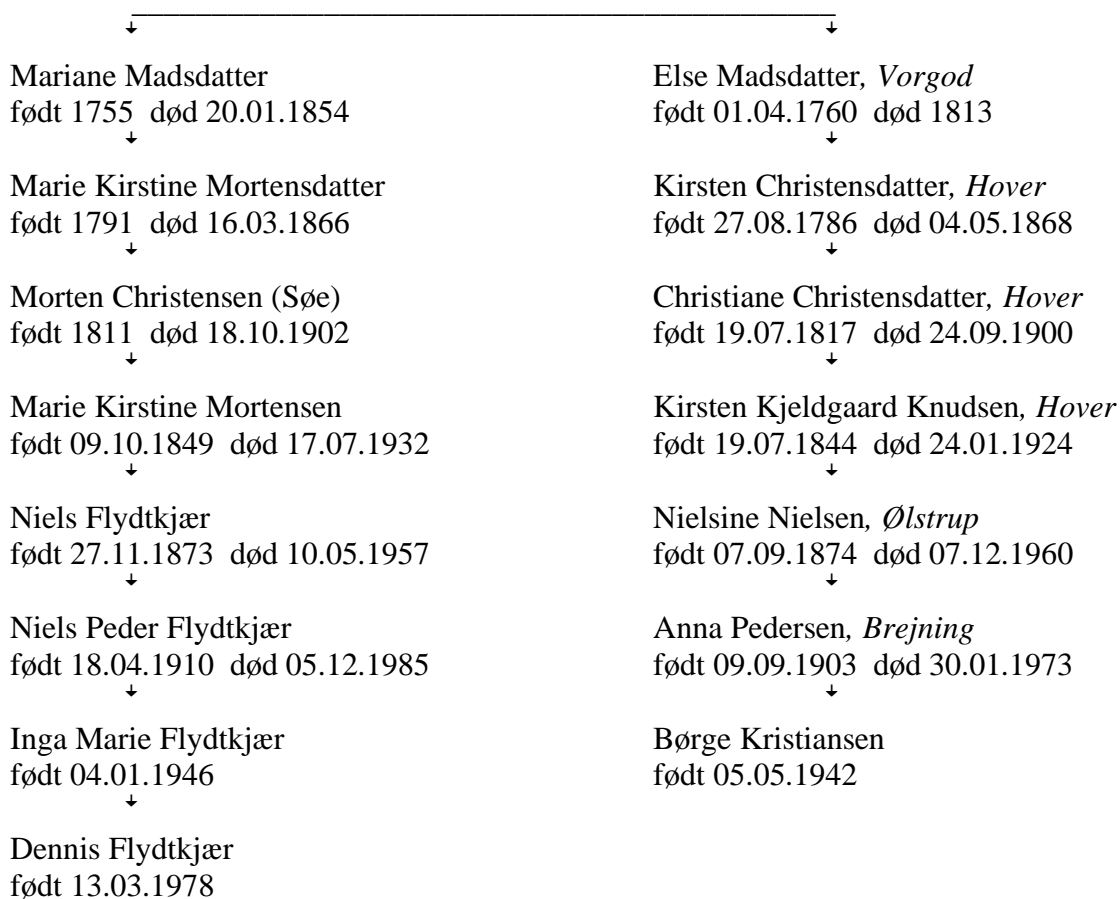 Mariane Madsdatter
født 1755 død 20.01.1854
Marie Kirstine Mortensdatter
født 1791 død 16.03.1866
Morten Christensen (Søe)
født 1811 død 18.10.1902
Marie Kirstine Mortensen
født 09.10.1849 død 17.07.1932
Niels Flydtkjær
født 27.11.1873 død 10.05.1957
Niels Peder Flydtkjær
født 18.04.1910 død 05.12.1985
Inga Marie Flydtkjær
født 04.01.1946
Dennis Flydtkjær
født 13.03.1978
Else Madsdatter, Vorgod
født 01.04.1760 død 1813
Kirsten Christensdatter, Hover
født 27.08.1786 død 04.05.1868
Christiane Christensdatter, Hover
født 19.07.1817 død 24.09.1900
Kirsten Kjeldgaard Knudsen, Hover
født 19.07.1844 død 24.01.1924
Nielsine Nielsen, Ølstrup
født 07.09.1874 død 07.12.1960
Anna Pedersen, Brejning
født 09.09.1903 død 30.01.1973
Børge Kristiansen
født 05.05.1942